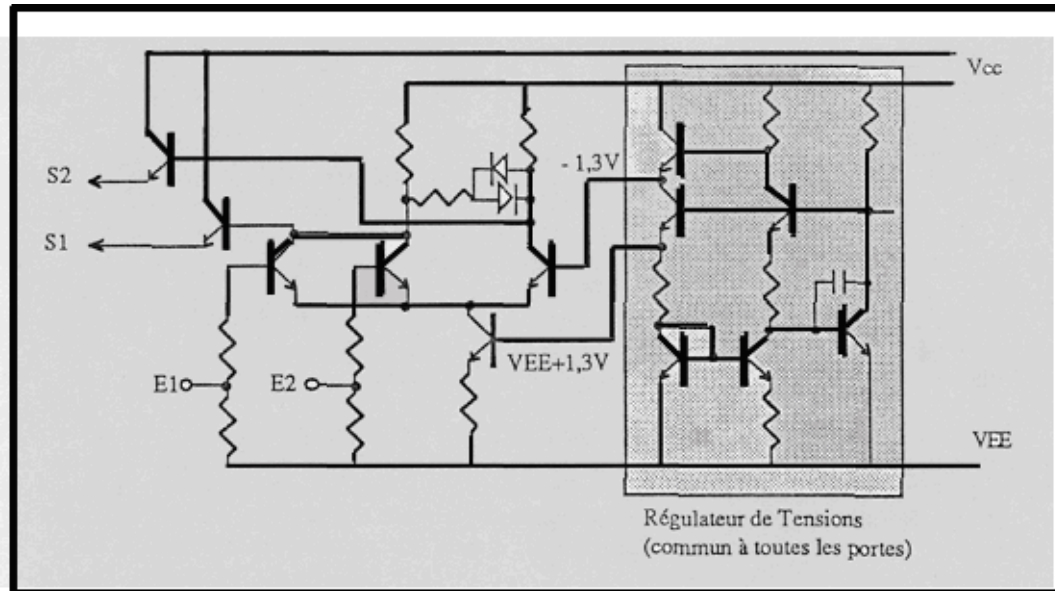 Vcc
S2
- 1,3V
S1
E1
E2
VEE+1,3V
VEE
Régulateur de Tensions
(commun à toutes les portes)